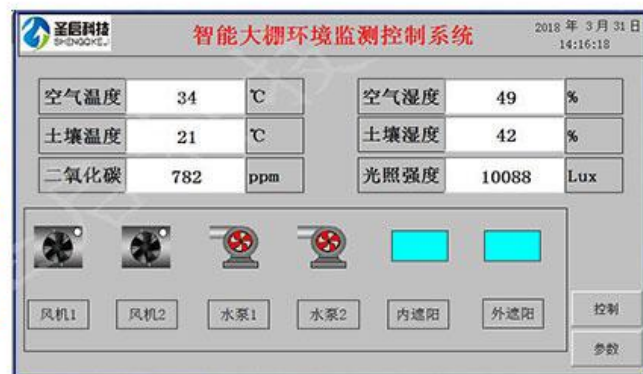 圣启科技
SHENGQKEJ
智能大棚环境监测控制系统
2018 年 3月 31日
14:16:18
空气温度 34 ℃ 空气湿度 49 %
土壤温度 21 ℃ 土壤湿度 42 %
二氧化碳 782 ppm 光照强度 10088 Lux
风机1 风机2 水泵1 水泵2 内遮阳 外遮阳
控制
参数